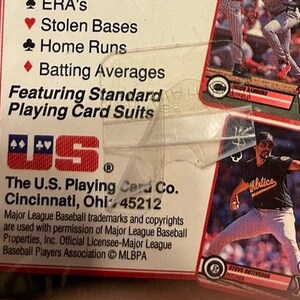 ♠ ERA's
♥ Stolen Bases
♣ Home Runs
♦ Batting Averages
Featuring Standard
Playing Card Suits
US®
The U.S. Playing Card Co.
Cincinnati, Ohio 45212
Major League Baseball trademarks and copyrights
are used with permission of Major League Baseball
Properties, Inc. Official Licensee-Major League
Baseball Players Association © MLBPA
Athletics